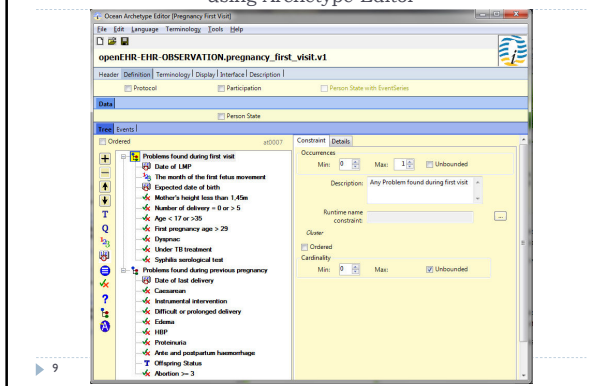 using Archetype Editor
Ocean Archetype Editor [Pregnancy First Visit]
File Edit Language Terminology Tools Help
openEHR-EHR-OBSERVATION.pregnancy_first_visit.v1
Header Definition Terminology Display Interface Description
Protocol Participation Person State with EventSeries
Data
Person State
Tree Events
Ordered at0007
Problems found during first visit
Date of LMP
The month of the first fetus movement
Expected date of birth
Mother's height less than 1,45m
Number of delivery = 0 or > 5
Age < 17 or >35
First pregnancy age > 29
Dyspnac
Under TB treatment
Syphilis serological test
Problems found during previous pregnancy
Date of last delivery
Caesarean
Instrumental intervention
Difficult or prolonged delivery
Edema
HBP
Proteinuria
Ante and postpartum haemorrhage
T Offspring Status
Abortion >= 3
T
Q
?
A
Constraint Details
Occurrences
Min: 0 Max: 1 Unbounded
Description: Any Problem found during first visit
Runtime name
constraint:
...
Cluster
Ordered
Cardinality
Min: 0 Max: Unbounded
9